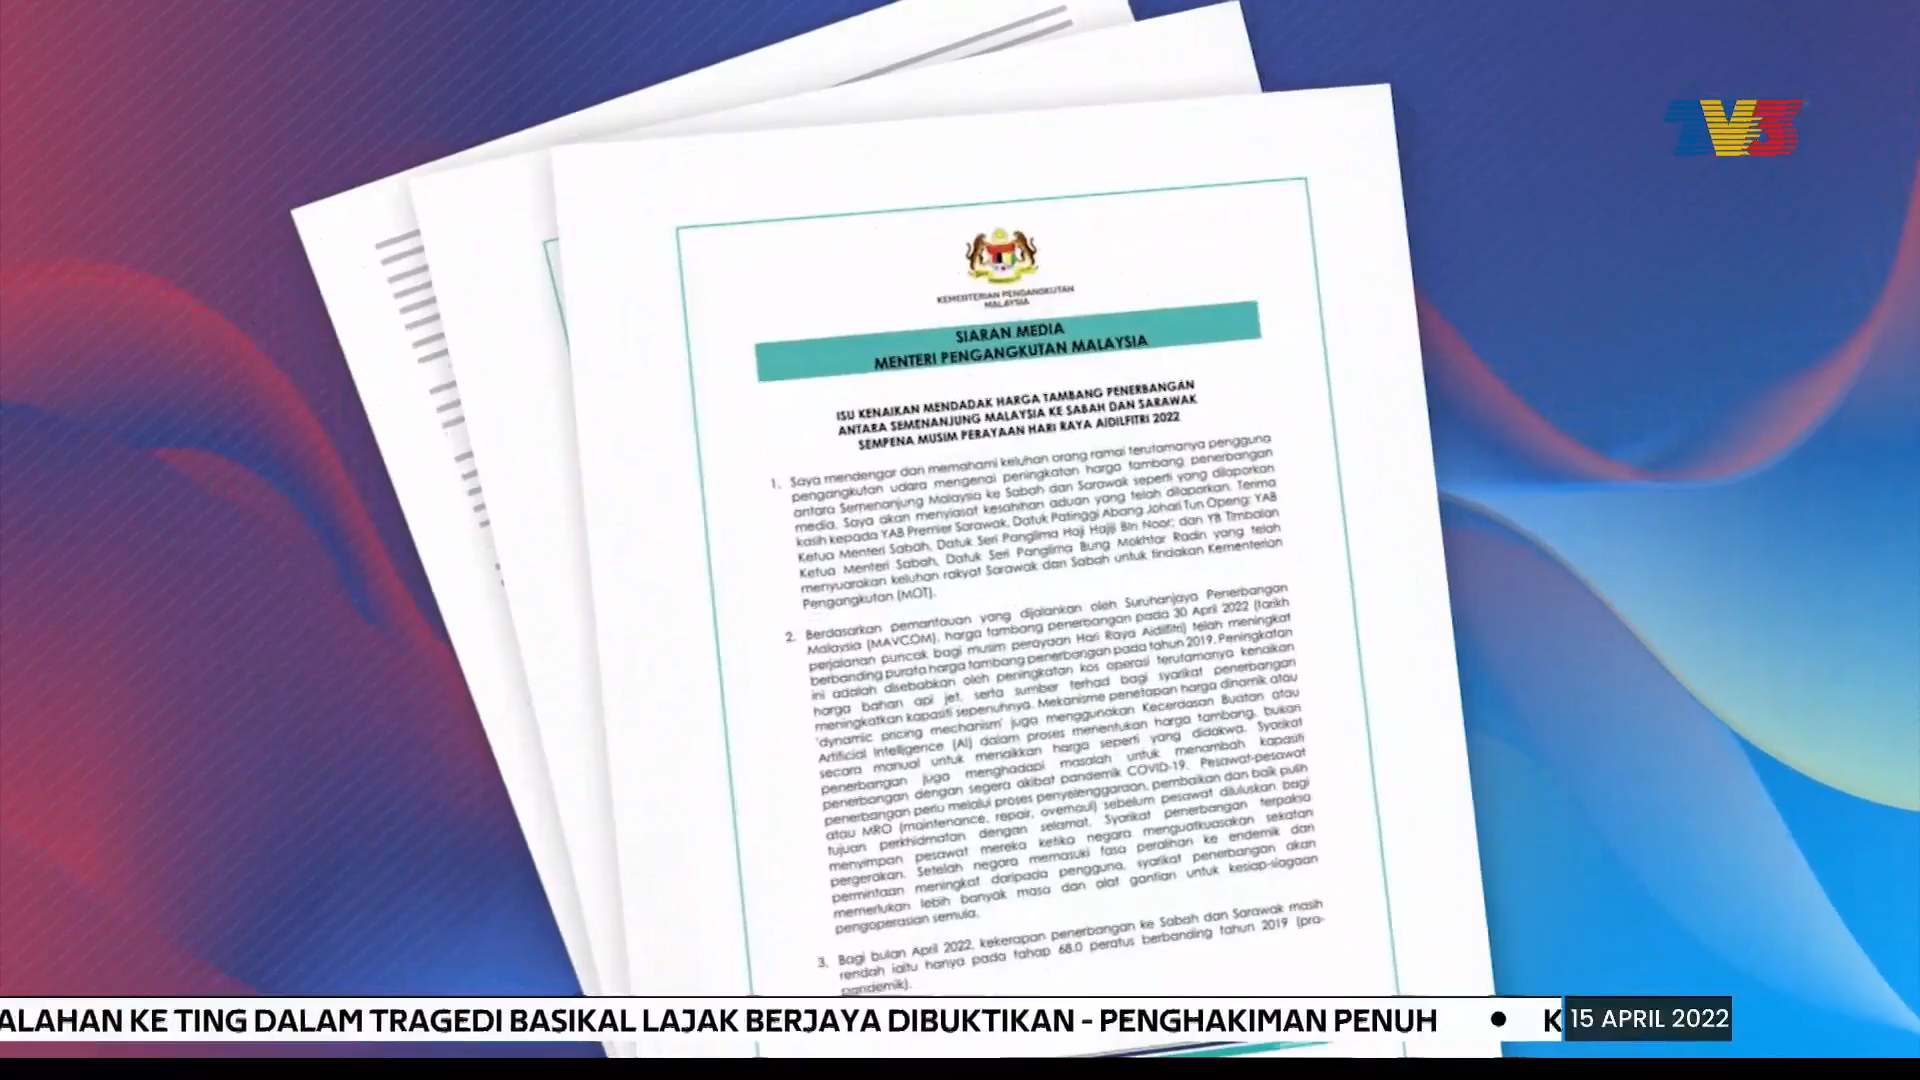 TV3
KEMENTERIAN PENGANGKUTAN
MALAYSIA
SIARAN MEDIA
MENTERI PENGANGKUTAN MALAYSIA
ISU KENAIKAN MENDADAK HARGA TAMBANG PENERBANGAN
ANTARA SEMENANJUNG MALAYSIA KE SABAH DAN SARAWAK
SEMPENA MUSIM PERAYAAN HARI RAYA AIDILFITRI 2022
1. Saya mendengar dan memahami keluhan orang ramai terutamanya pengguna
pengangkutan udara mengenai peningkatan harga tambang penerbangan
antara Semenanjung Malaysia ke Sabah dan Sarawak seperti yang dilaporkan
media. Saya akan menyiasat kesahihan aduan yang telah dilaporkan. Terima
kasih kepada YAB Premier Sarawak, Datuk Patinggi Abang Johari Tun Openg; YAB
Ketua Menteri Sabah, Datuk Seri Panglima Haji Hajiji Bin Noor; dan YB Timbalan
Ketua Menteri Sabah, Datuk Seri Panglima Bung Mokhtar Radin yang telah
menyuarakan keluhan rakyat Sarawak dan Sabah untuk tindakan Kementerian
Pengangkutan (MOT).
2. Berdasarkan pemantauan yang dijalankan oleh Suruhanjaya Penerbangan
Malaysia (MAVCOM), harga tambang penerbangan pada 30 April 2022 (tarikh
perjalanan puncak bagi musim perayaan Hari Raya Aidilfitri) telah meningkat
berbanding purata harga tambang penerbangan pada tahun 2019. Peningkatan
ini adalah disebabkan oleh peningkatan kos operasi terutamanya kenaikan
harga bahan api jet, serta sumber terhad bagi syarikat penerbangan
meningkatkan kapasiti sepenuhnya. Mekanisme penetapan harga dinamik atau
'dynamic pricing mechanism' juga menggunakan Kecerdasan Buatan atau
Artificial Intelligence (AI) dalam proses menentukan harga tambang, bukan
secara manual untuk menaikkan harga seperti yang didakwa. Syarikat
penerbangan juga menghadapi masalah untuk menambah kapasiti
penerbangan dengan segera akibat pandemik COVID-19. Pesawat-pesawat
penerbangan perlu melalui proses penyelenggaraan, pembaikan dan baik pulih
atau MRO (maintenance, repair, overhaul) sebelum pesawat diluluskan bagi
tujuan perkhidmatan dengan selamat. Syarikat penerbangan terpaksa
menyimpan pesawat mereka ketika negara menguatkuasakan sekatan
pergerakan. Setelah negara memasuki fasa peralihan ke endemik dan
permintaan meningkat daripada pengguna, syarikat penerbangan akan
memerlukan lebih banyak masa dan alat gantian untuk kesiap-siagaan
pengoperasian semula.
3. Bagi bulan April 2022, kekerapan penerbangan ke Sabah dan Sarawak masih
rendah iaitu hanya pada tahap 68.0 peratus berbanding tahun 2019 (pra-
pandemik).
ALAHAN KE TING DALAM TRAGEDI BASIKAL LAJAK BERJAYA DIBUKTIKAN - PENGHAKIMAN PENUH • K
15 APRIL 2022